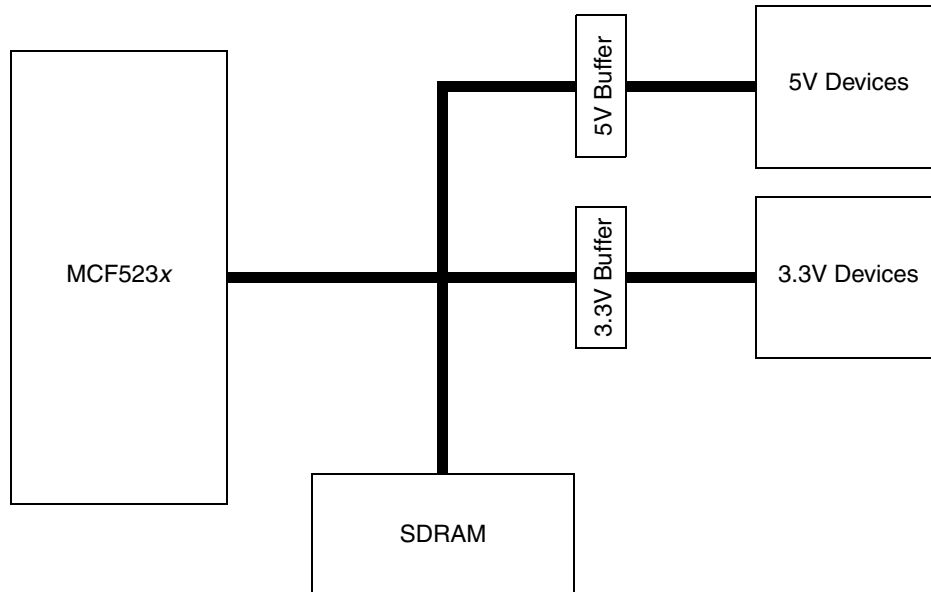 5V Buffer
5V Devices
MCF523x
3.3V Buffer
3.3V Devices
SDRAM